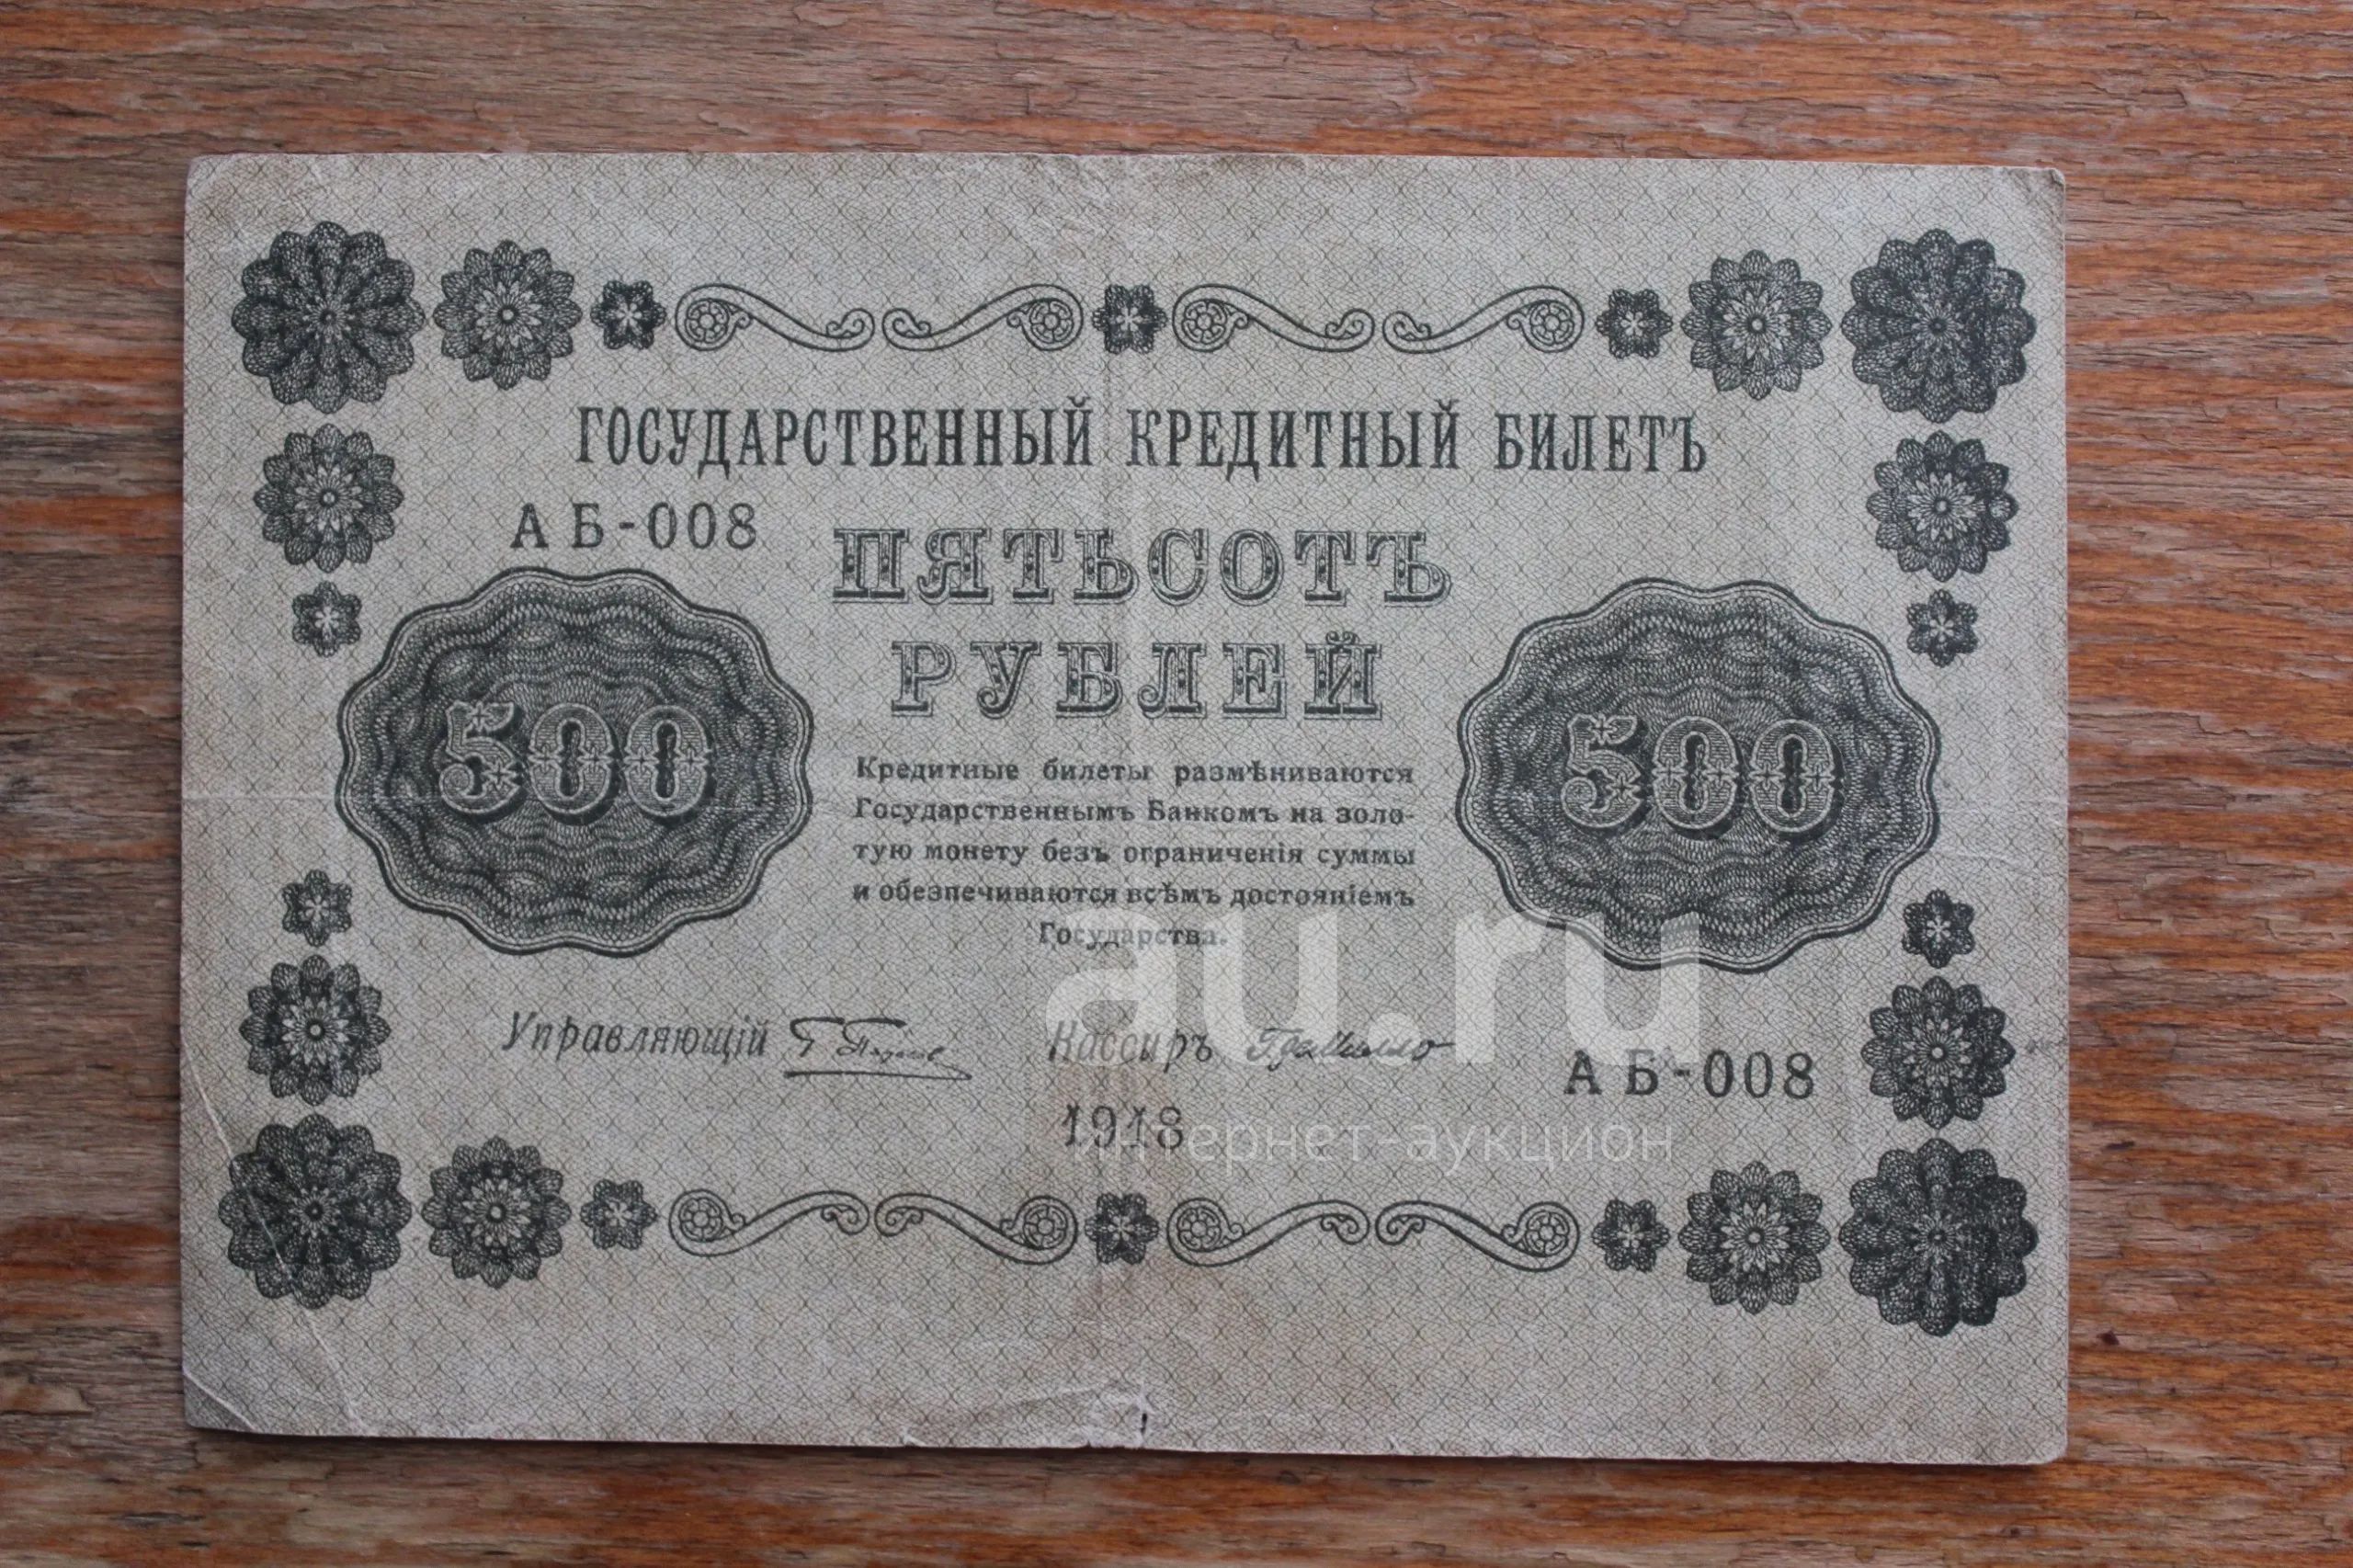 ГОСУДАРСТВЕННЫЙ КРЕДИТНЫЙ БИЛЕТЪ
АБ-008
ПЯТЬСОТЪ
РУБЛЕЙ
500
500
Кредитные билеты размѣниваются
Государственнымъ Банкомъ на золо-
тую монету безъ ограниченія суммы
и обезпечиваются всѣмъ достояніемъ
Государства.
au.ru
Управляющій
Кассиръ
АБ-008
1918
интернет-аукцион